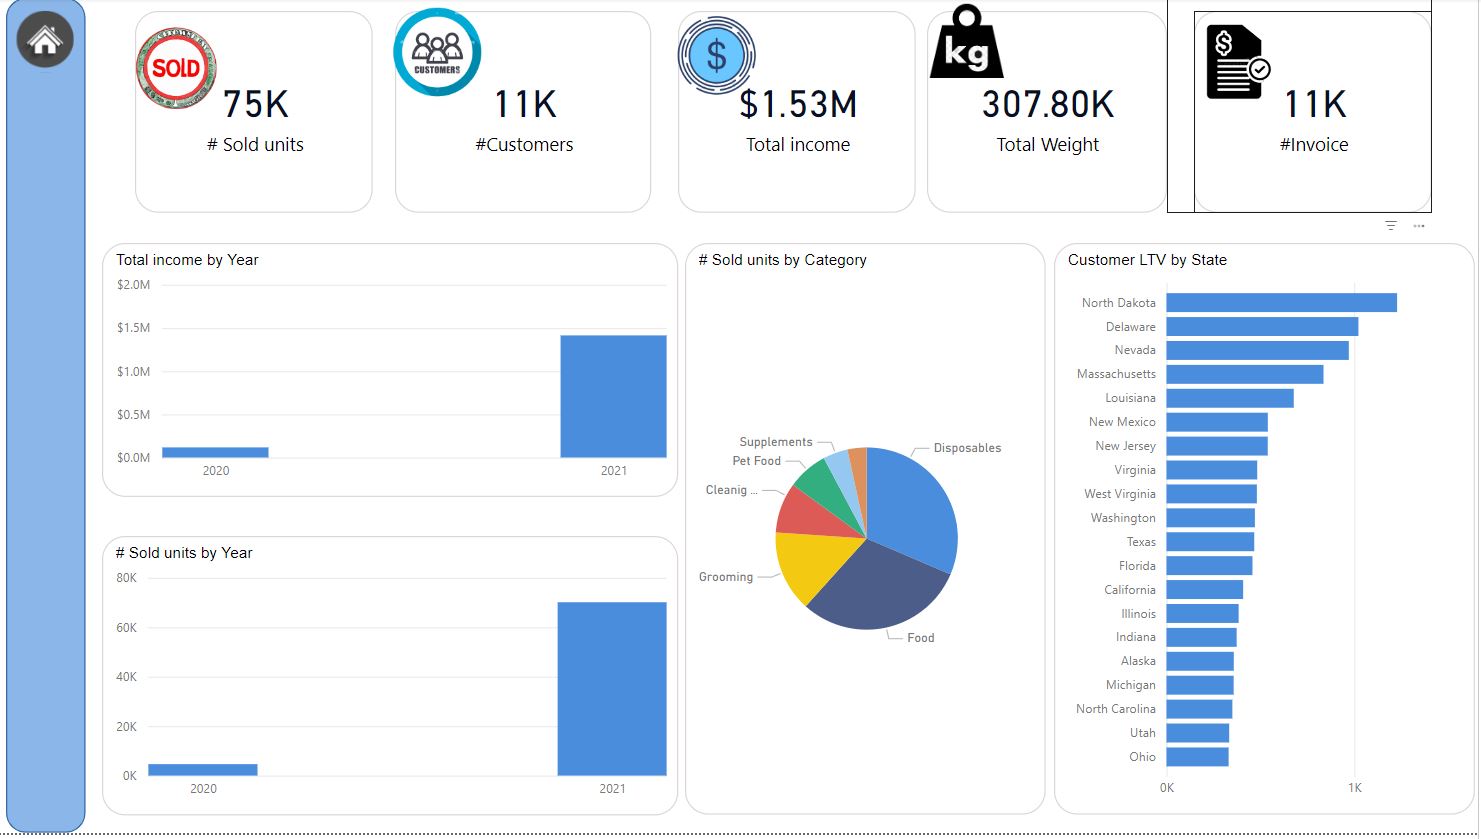 SOLD
75K
# Sold units
CUSTOMERS
11K
#Customers
$
$1.53M
Total income
kg
307.80K
Total Weight
$
11K
#Invoice
Total income by Year
$2.0M
$1.5M
$1.0M
$0.5M
$0.0M
2020 2021
# Sold units by Year
80K
60K
40K
20K
0K
2020 2021
# Sold units by Category
Supplements
Disposables
Pet Food
Cleanig ...
Grooming
Food
Customer LTV by State
North Dakota
Delaware
Nevada
Massachusetts
Louisiana
New Mexico
New Jersey
Virginia
West Virginia
Washington
Texas
Florida
California
Illinois
Indiana
Alaska
Michigan
North Carolina
Utah
Ohio
0K 1K